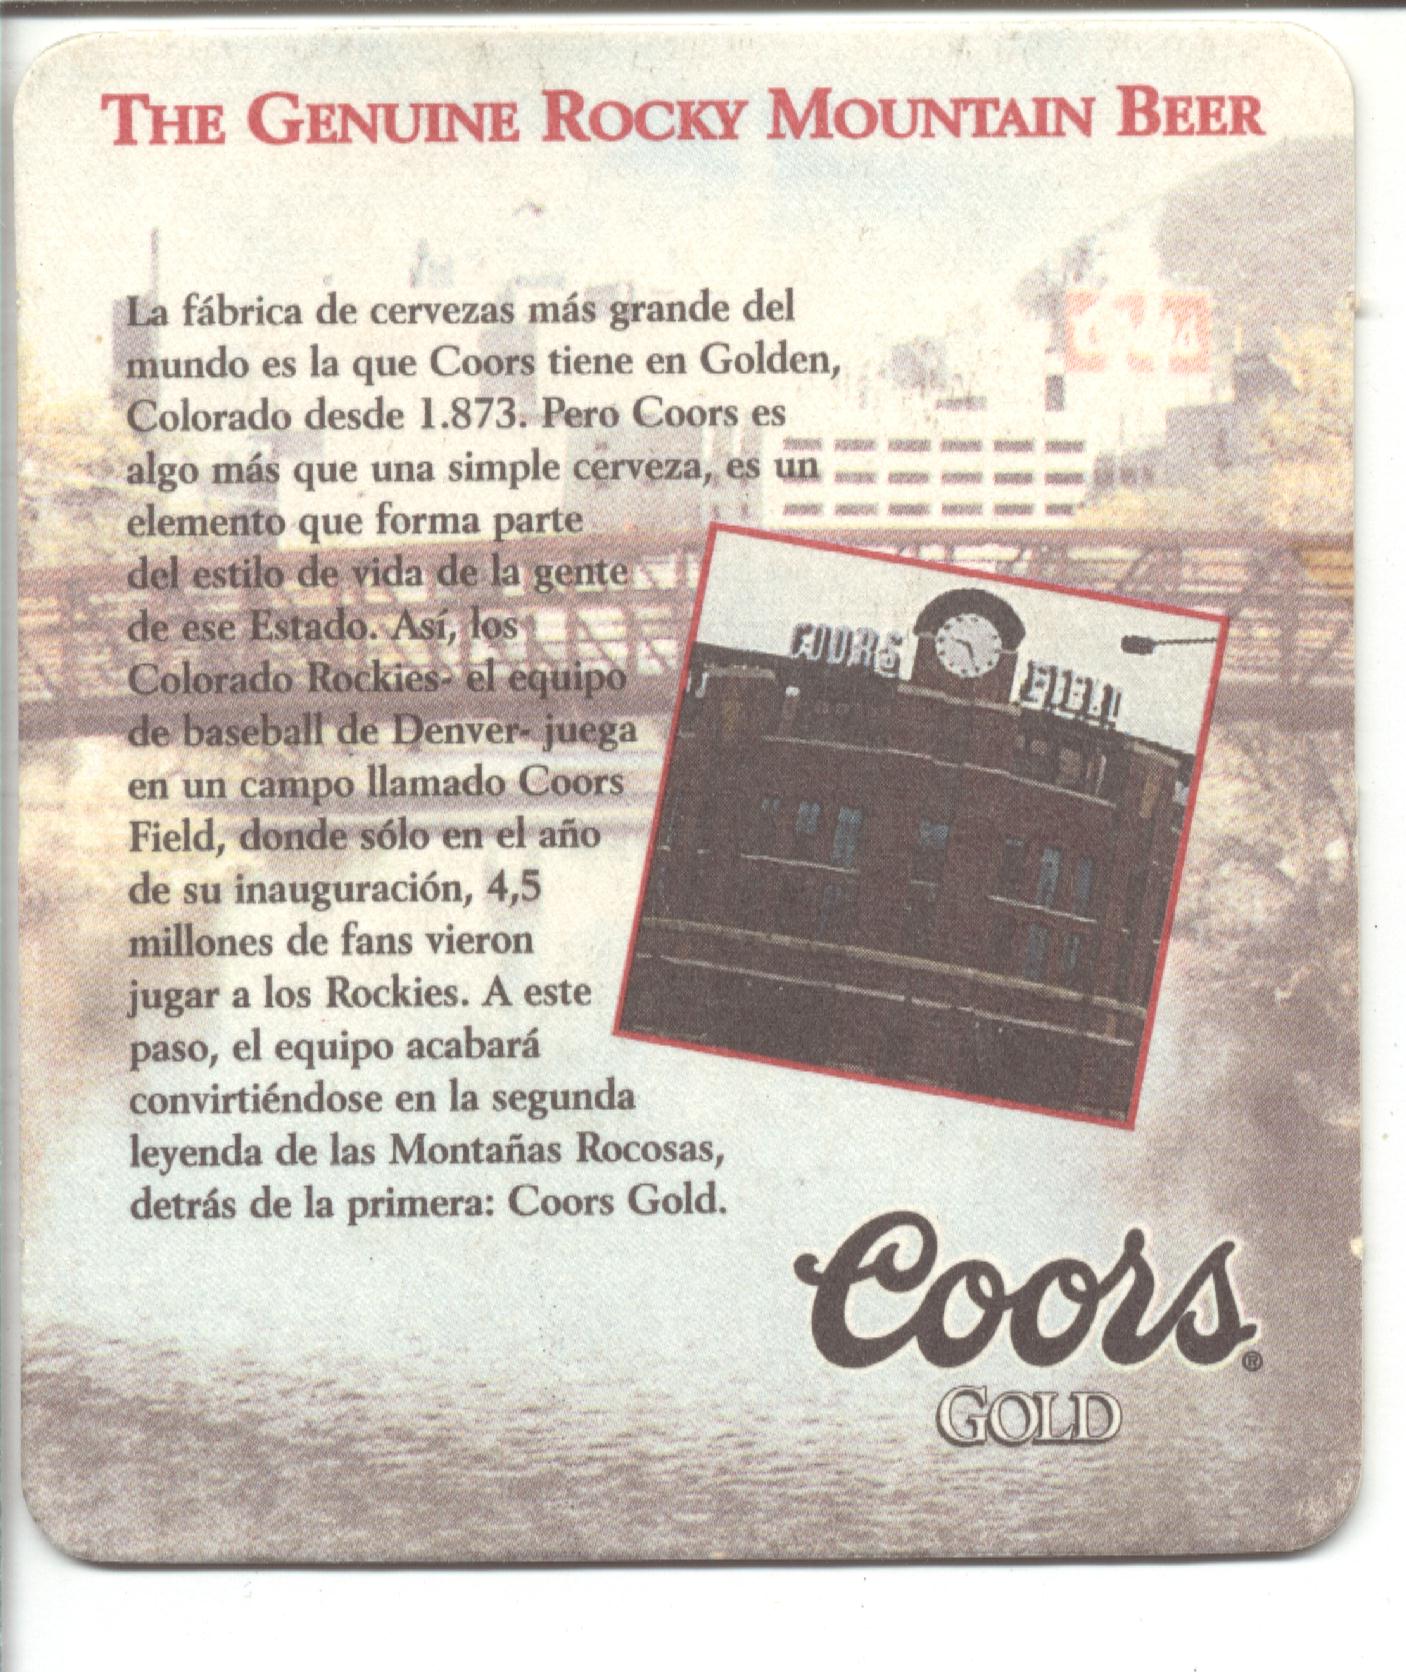 THE GENUINE ROCKY MOUNTAIN BEER
La fábrica de cervezas más grande del
mundo es la que Coors tiene en Golden,
Colorado desde 1.873. Pero Coors es
algo más que una simple cerveza, es un
elemento que forma parte
del estilo de vida de la gente
de ese Estado. Así, los
Colorado Rockies- el equipo
de baseball de Denver- juega
en un campo llamado Coors
Field, donde sólo en el año
de su inauguración, 4,5
millones de fans vieron
jugar a los Rockies. A este
paso, el equipo acabará
convirtiéndose en la segunda
leyenda de las Montañas Rocosas,
detrás de la primera: Coors Gold.
COORS FIELD
Coors®
GOLD